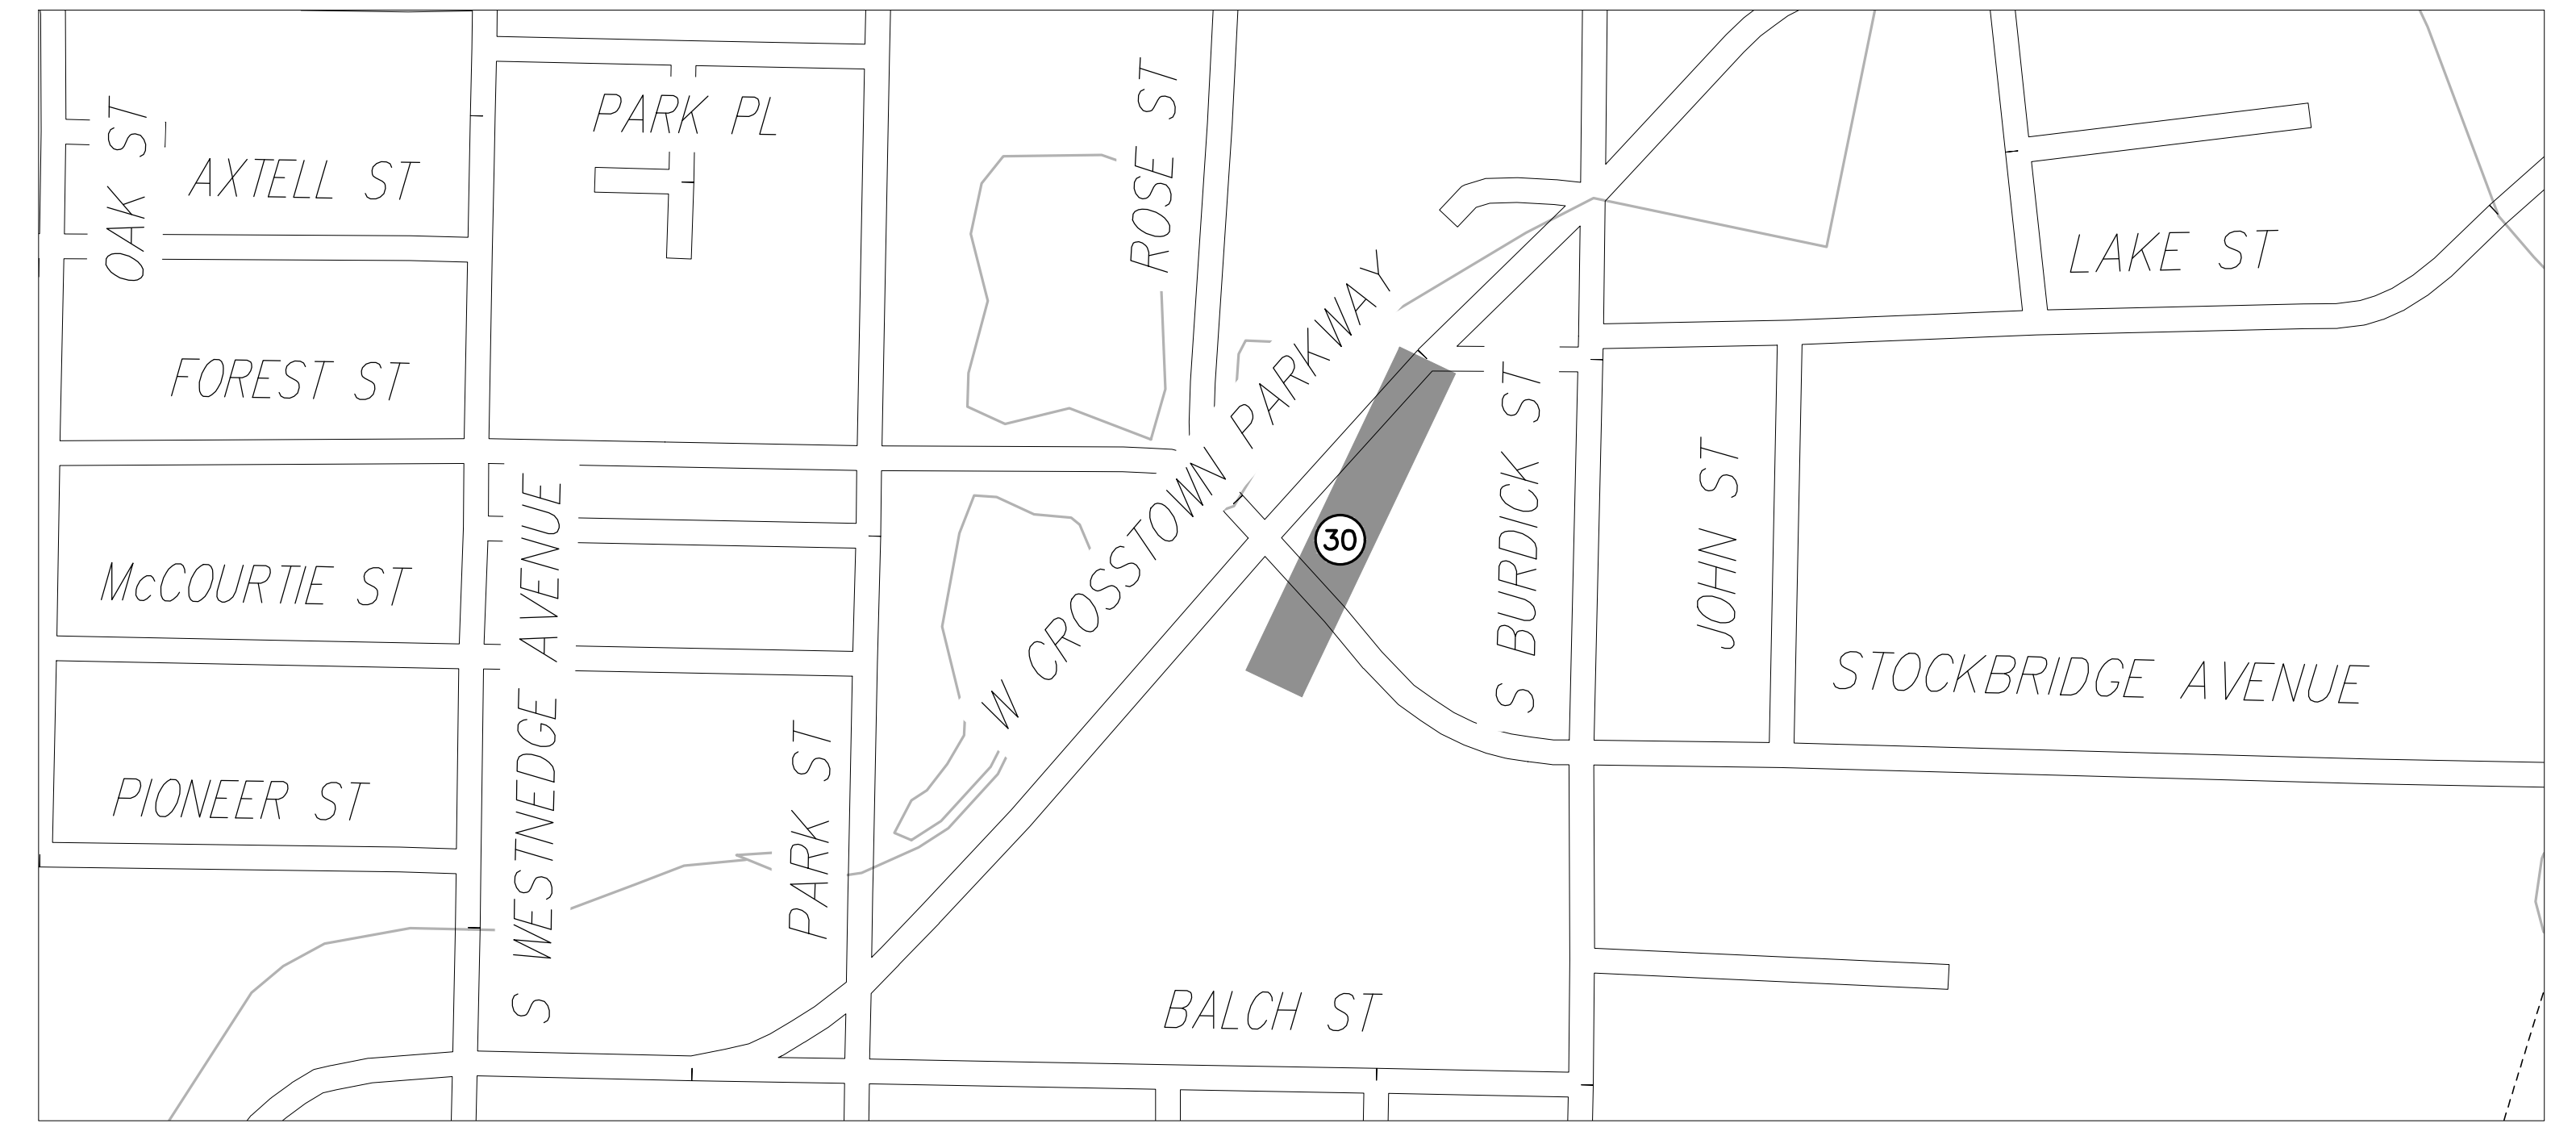 PARK PL
ROSE ST
OAK ST
AXTELL ST
LAKE ST
FOREST ST
W CROSSTOWN PARKWAY
S BURDICK ST
JOHN ST
30
McCOURTIE ST
S WESTNEDGE AVENUE
STOCKBRIDGE AVENUE
PIONEER ST
PARK ST
BALCH ST